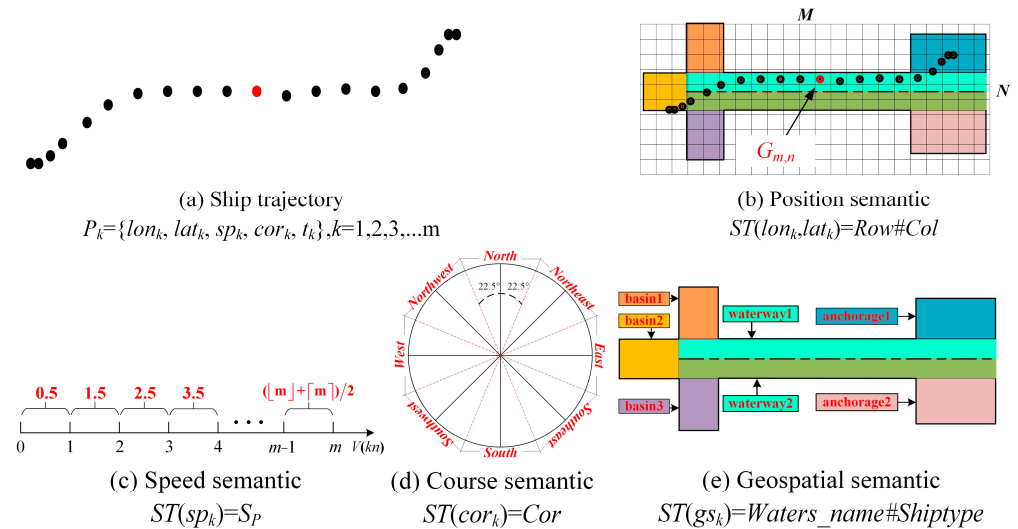 M
N
G_{m,n}
(a) Ship trajectory
P_k={lon_k, lat_k, sp_k, cor_k, t_k},k=1,2,3,...m
(b) Position semantic
ST(lon_k,lat_k)=Row#Col
0.5 1.5 2.5 3.5 (⌊m⌋+⌈m⌉)/2
0 1 2 3 4 ••• m-1 m V(kn)
(c) Speed semantic
ST(sp_k)=S_P
North
Northwest
Northeast
22.5° 22.5°
West
East
Southwest
Southeast
South
(d) Course semantic
ST(cor_k)=Cor
basin1
basin2
waterway1
anchorage1
basin3
waterway2
anchorage2
(e) Geospatial semantic
ST(gs_k)=Waters_name#Shiptype